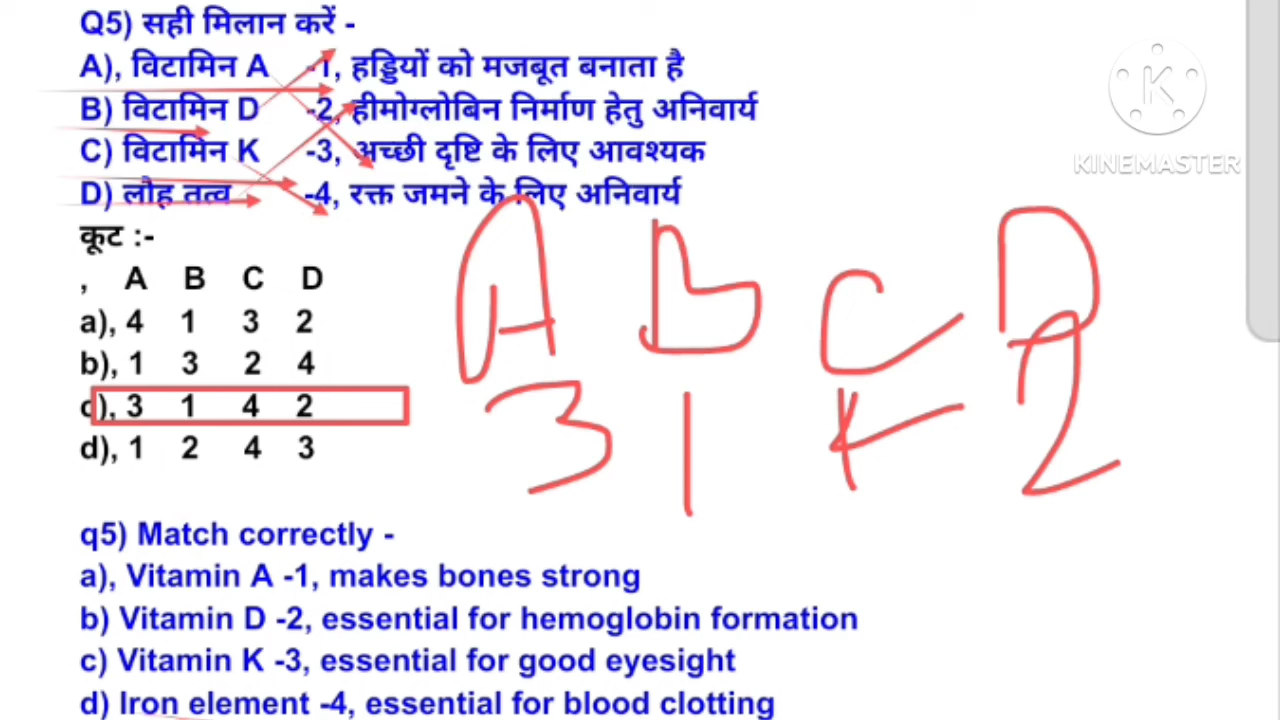 Q5) सही मिलान करें -
A), विटामिन A -1, हड्डियों को मजबूत बनाता है
B) विटामिन D -2, हीमोग्लोबिन निर्माण हेतु अनिवार्य
C) विटामिन K -3, अच्छी दृष्टि के लिए आवश्यक
D) लौह तत्व -4, रक्त जमने के लिए अनिवार्य
कूट :-
, A B C D
a), 4 1 3 2
b), 1 3 2 4
c), 3 1 4 2
d), 1 2 4 3
A B C D
3 1 4 2
K
KINEMASTER
q5) Match correctly -
a), Vitamin A -1, makes bones strong
b) Vitamin D -2, essential for hemoglobin formation
c) Vitamin K -3, essential for good eyesight
d) Iron element -4, essential for blood clotting